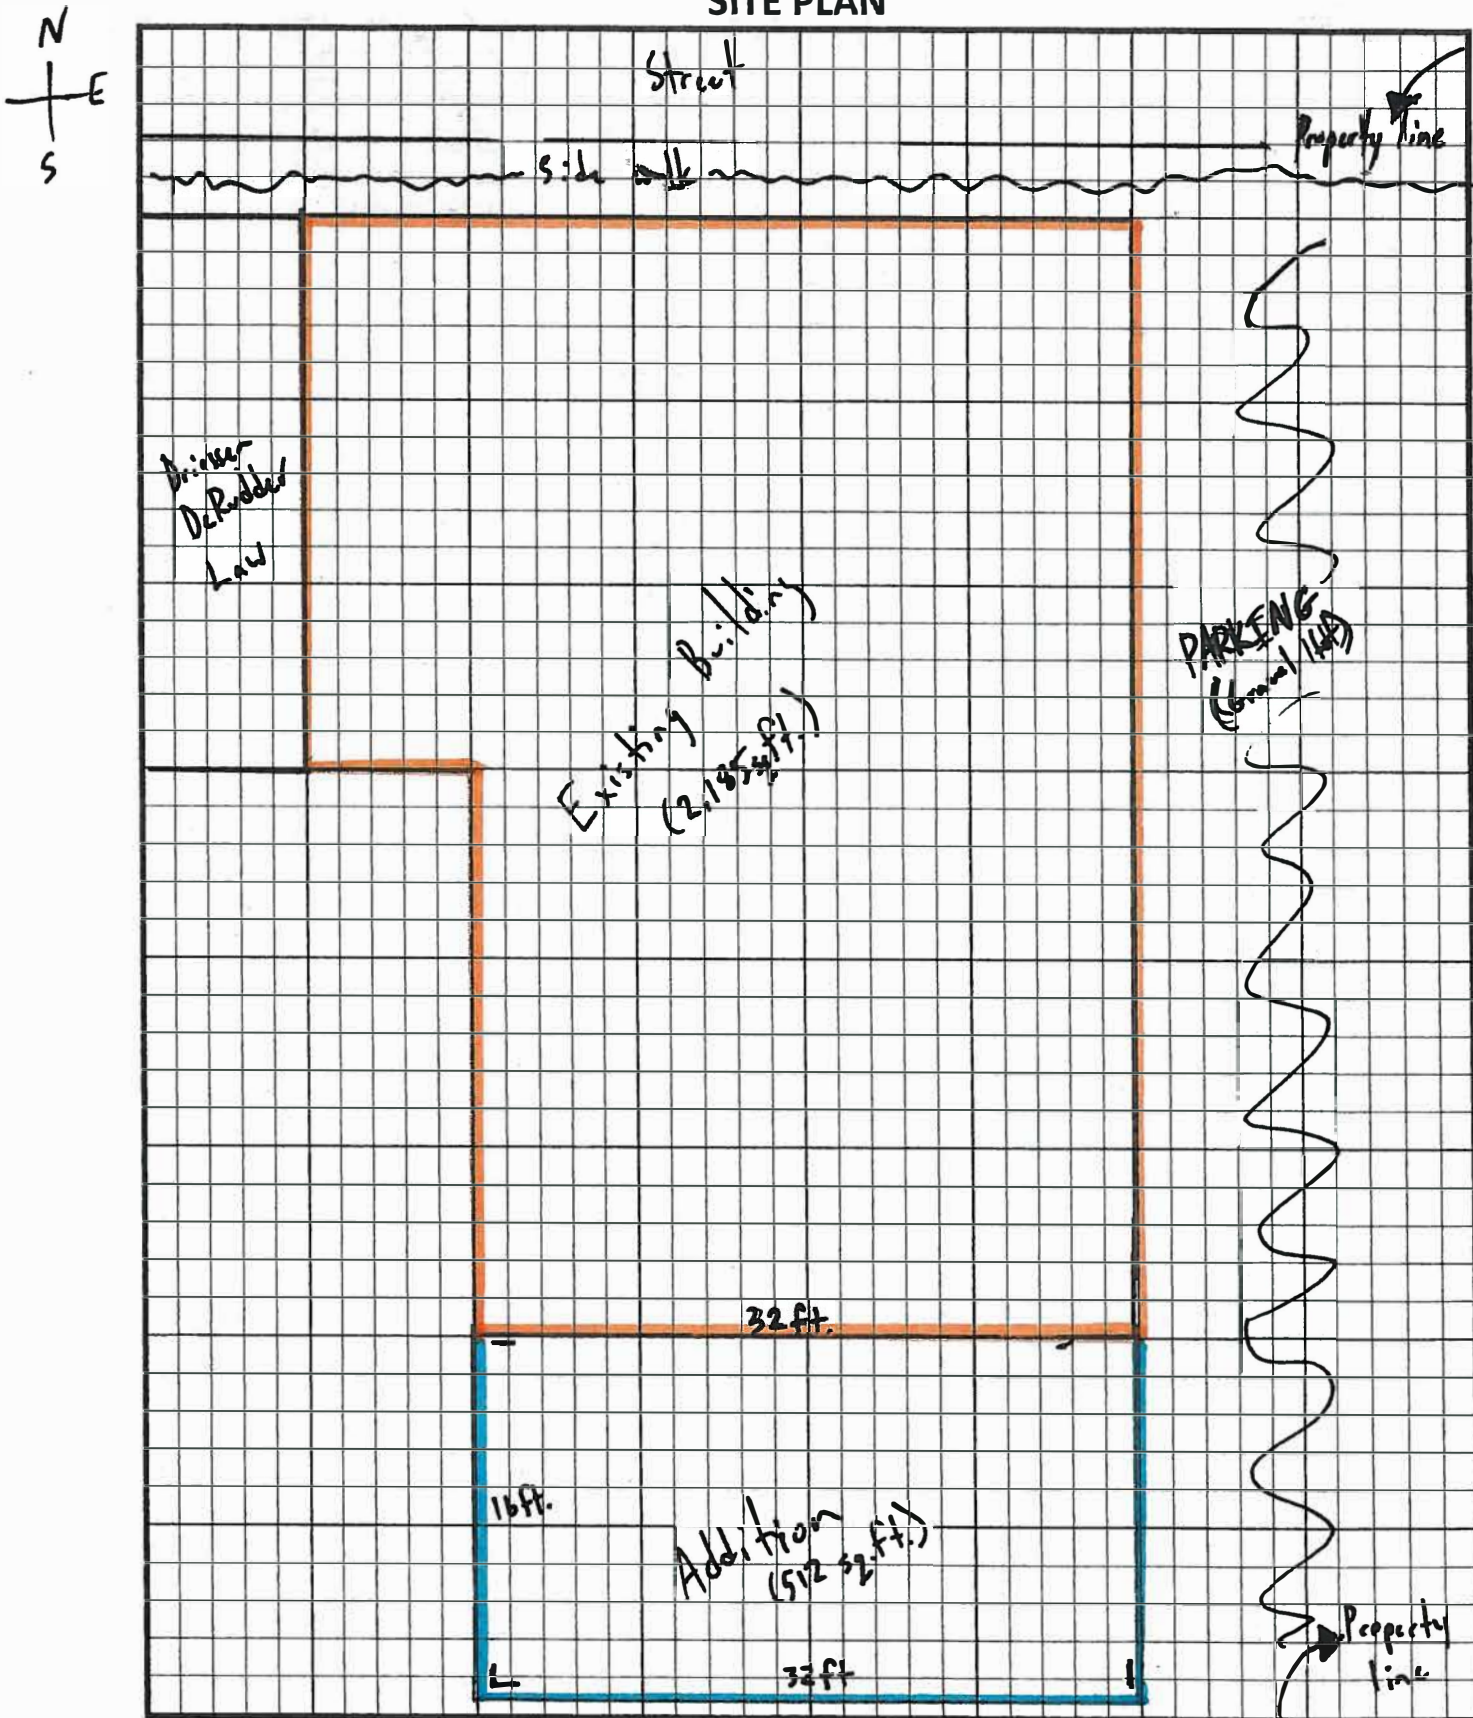 SITE PLAN
N
E
S
Street
Property line
side walk
DeRudder
Law
Existing Building
(2,185 sq ft.)
PARKING
32 ft.
16 ft.
Addition
(512 sq. ft.)
32 ft
Property
line